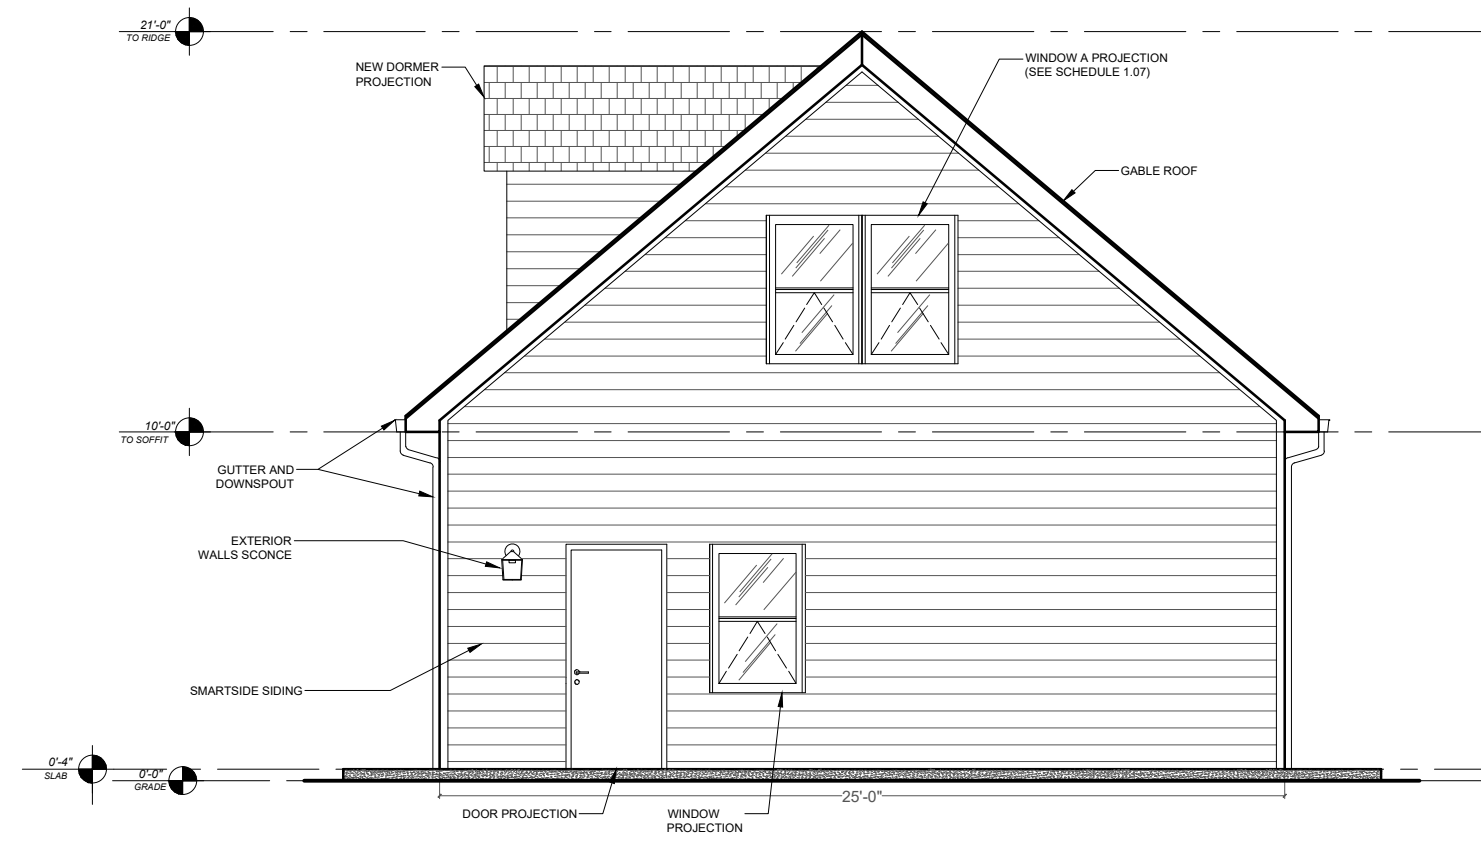 21'-0"
TO RIDGE
NEW DORMER
PROJECTION
WINDOW A PROJECTION
(SEE SCHEDULE 1.07)
GABLE ROOF
10'-0"
TO SOFFIT
GUTTER AND
DOWNSPOUT
EXTERIOR
WALLS SCONCE
SMARTSIDE SIDING
0'-4"
SLAB
0'-0"
GRADE
25'-0"
DOOR PROJECTION
WINDOW
PROJECTION